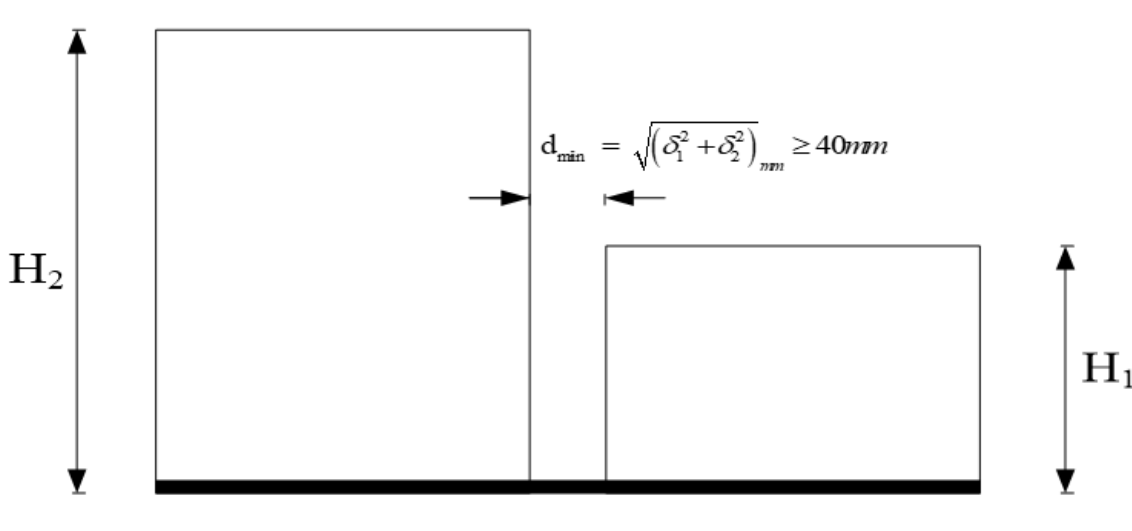 d_min = √(δ₁² + δ₂²)_mm ≥ 40mm
H₂
H₁